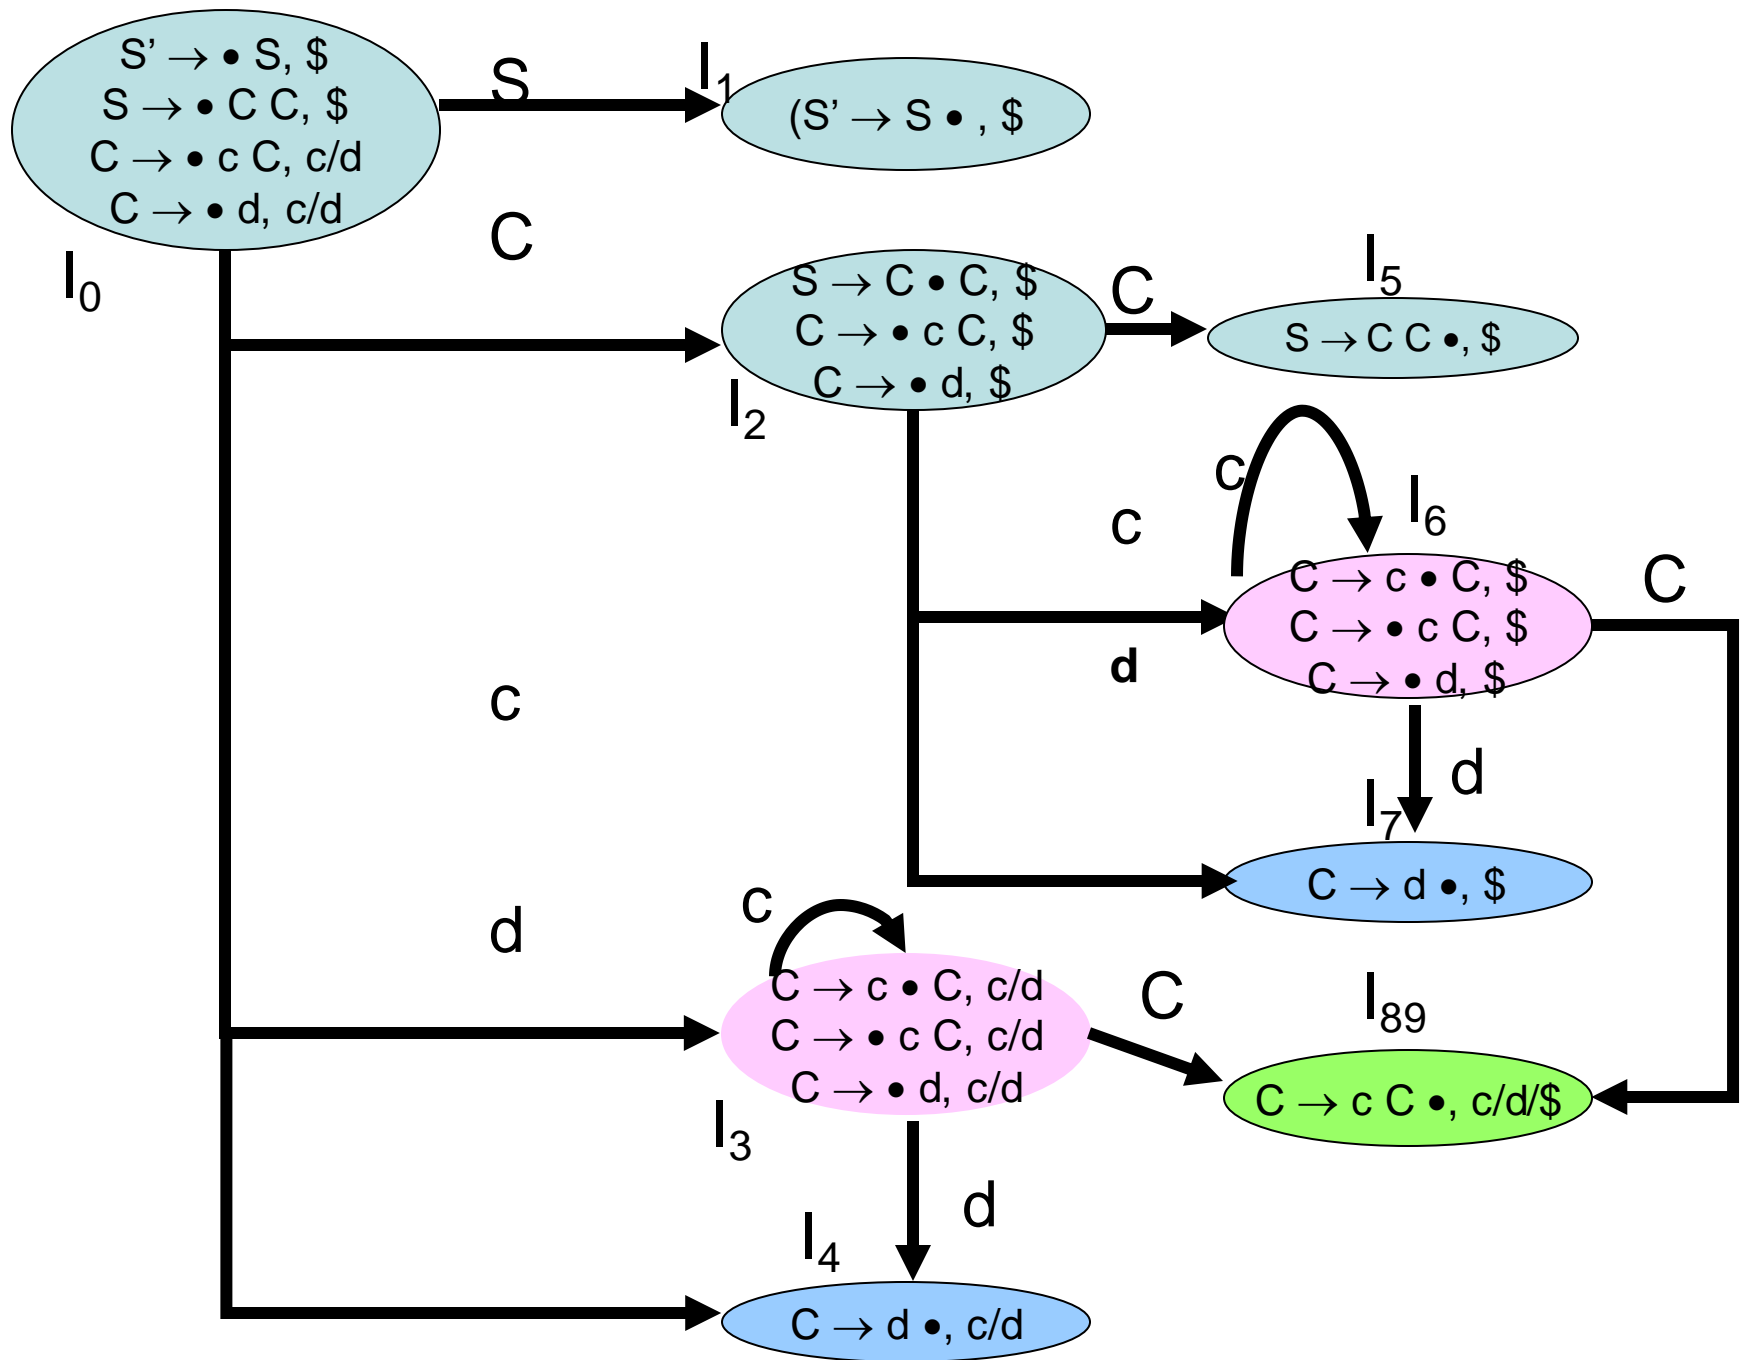 S’ → • S, $
S → • C C, $
C → • c C, c/d
C → • d, c/d
I0
S
I1
(S’ → S • , $
C
S → C • C, $
C → • c C, $
C → • d, $
I2
C
I5
S → C C •, $
c
c
I6
C → c • C, $
C → • c C, $
C → • d, $
C
d
d
I7
C → d •, $
c
d
c
C → c • C, c/d
C → • c C, c/d
C → • d, c/d
I3
C
I89
C → c C •, c/d/$
d
I4
C → d •, c/d